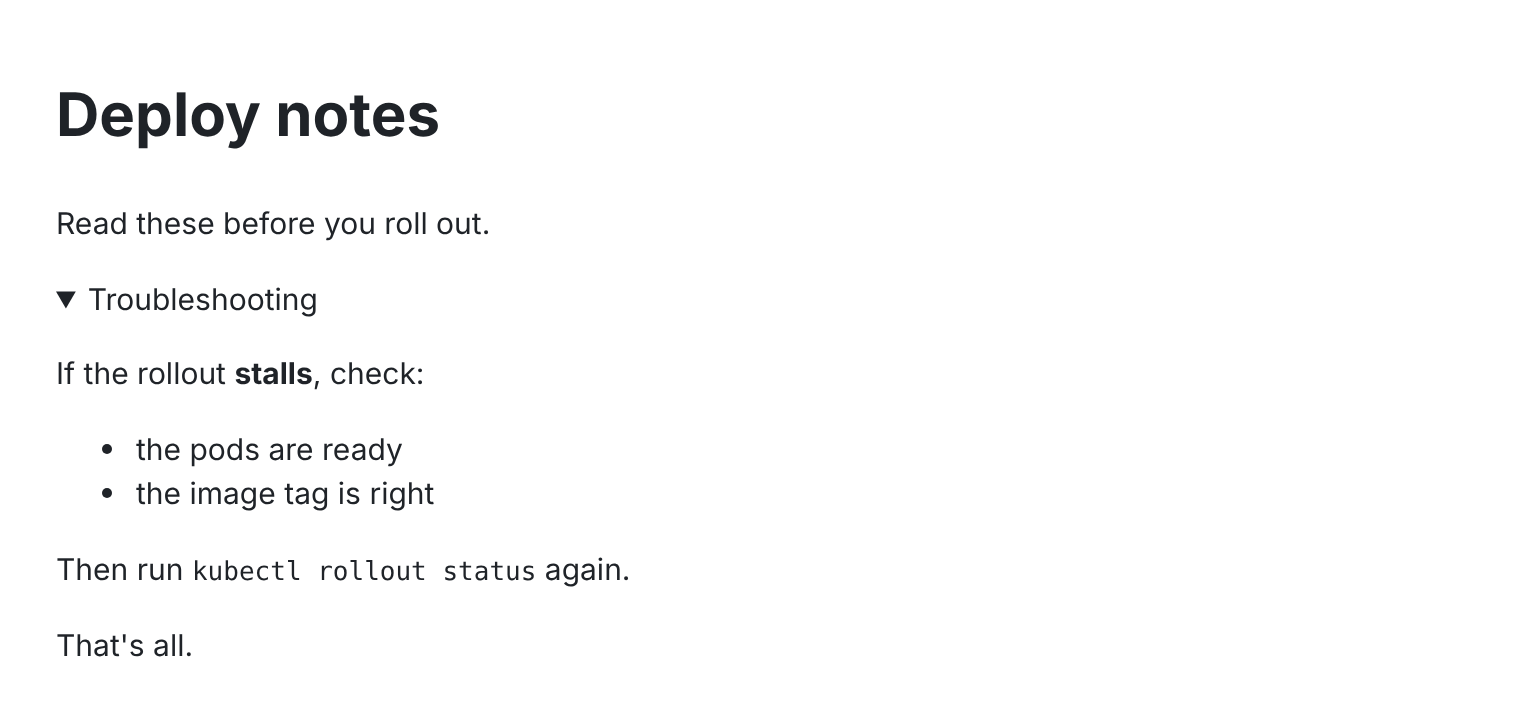 Deploy notes
Read these before you roll out.
▼ Troubleshooting
If the rollout stalls, check:
• the pods are ready
• the image tag is right
Then run kubectl rollout status again.
That's all.